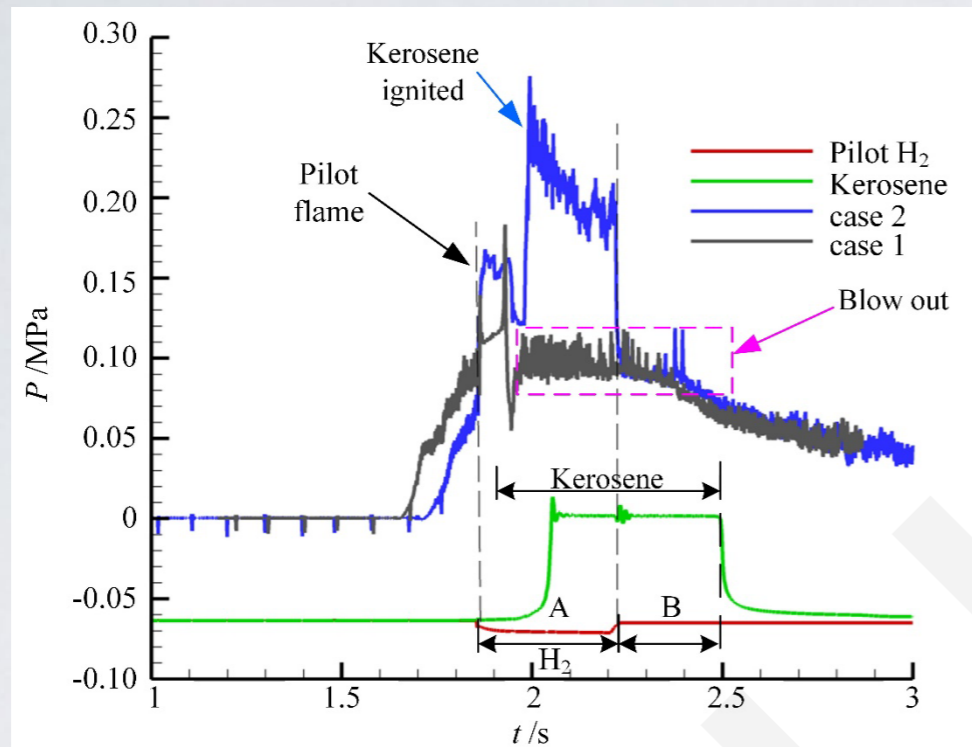 0.30
0.25
0.20
0.15
0.10
0.05
0
-0.05
-0.10
P /MPa
1
1.5
2
2.5
3
t /s
Kerosene
ignited
Pilot
flame
Pilot H₂
Kerosene
case 2
case 1
Blow out
Kerosene
A
B
H₂